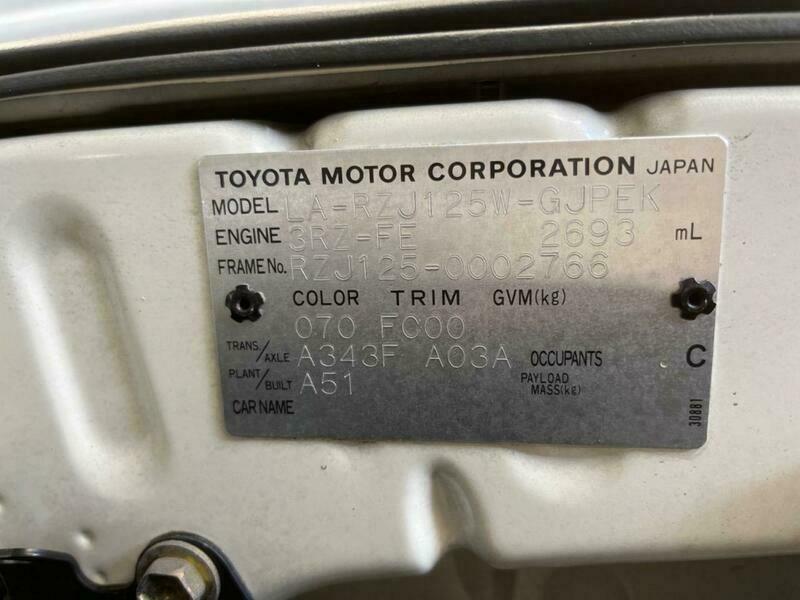 TOYOTA MOTOR CORPORATION JAPAN
MODEL LA-RZJ125W-GJPEK
ENGINE 3RZ-FE 2693 mL
FRAME No. RZJ125-0002766
COLOR TRIM GVM(kg)
070 FC00
TRANS./AXLE A343F A03A OCCUPANTS C
PLANT/BUILT A51 PAYLOAD MASS(kg)
CAR NAME
30881